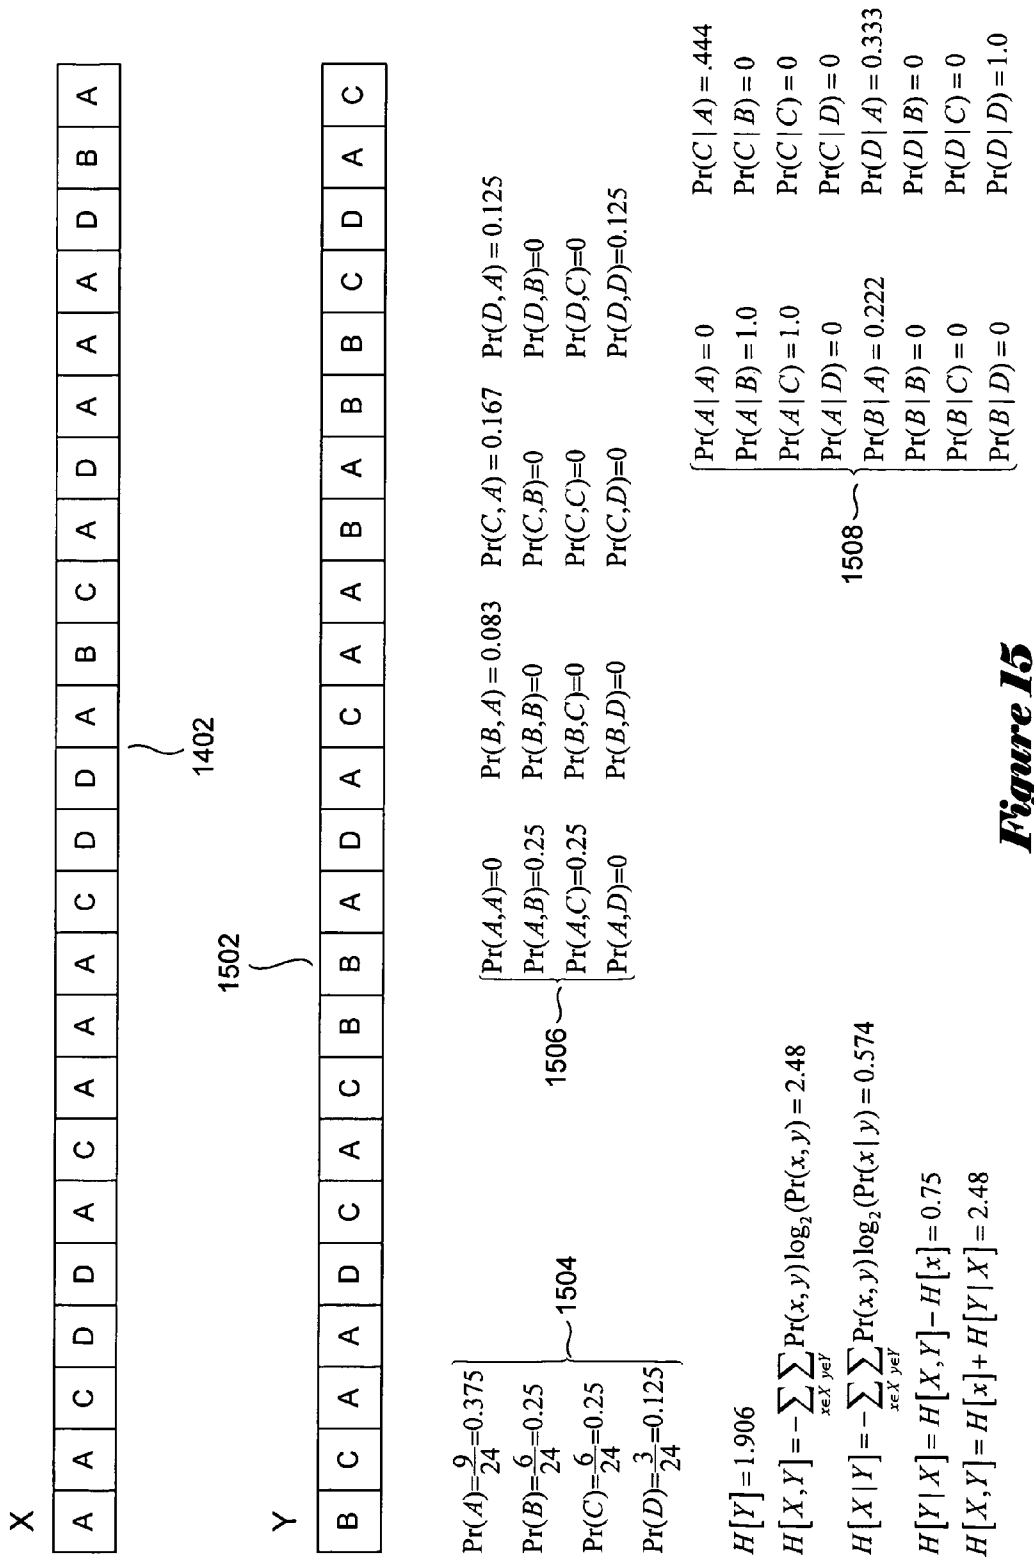 X
A A C D D A C A A A C D D A B C A D A A A D B A
1402
1502
Y
B C A A D C A C B B A D A C A A B A B B C D A C
Pr(A)=9/24=0.375
Pr(B)=6/24=0.25
Pr(C)=6/24=0.25
Pr(D)=3/24=0.125
1504
1506
Pr(A,A)=0 Pr(B,A)=0.083 Pr(C,A)=0.167 Pr(D,A)=0.125
Pr(A,B)=0.25 Pr(B,B)=0 Pr(C,B)=0 Pr(D,B)=0
Pr(A,C)=0.25 Pr(B,C)=0 Pr(C,C)=0 Pr(D,C)=0
Pr(A,D)=0 Pr(B,D)=0 Pr(C,D)=0 Pr(D,D)=0.125
H[Y]=1.906
H[X,Y]=-∑x∈X ∑y∈Y Pr(x,y)log2(Pr(x,y)=2.48
H[X|Y]=-∑x∈X ∑y∈Y Pr(x,y)log2(Pr(x|y)=0.574
H[Y|X]=H[X,Y]-H[x]=0.75
H[X,Y]=H[x]+H[Y|X]=2.48
1508
Pr(A|A)=0 Pr(C|A)=.444
Pr(A|B)=1.0 Pr(C|B)=0
Pr(A|C)=1.0 Pr(C|C)=0
Pr(A|D)=0 Pr(C|D)=0
Pr(B|A)=0.222 Pr(D|A)=0.333
Pr(B|B)=0 Pr(D|B)=0
Pr(B|C)=0 Pr(D|C)=0
Pr(B|D)=0 Pr(D|D)=1.0
Figure 15